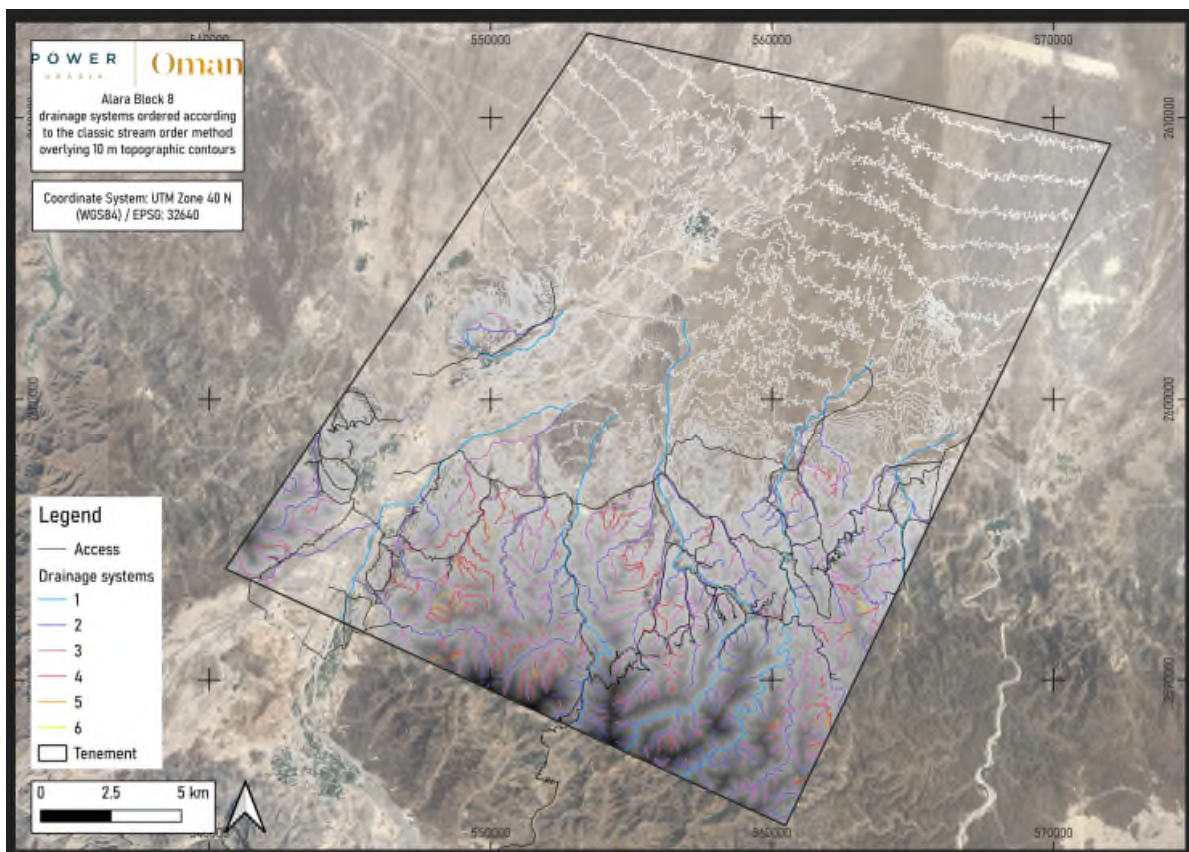 550000
560000
570000
POWER
ARABIA
Oman
Alara Block 8
drainage systems ordered according
to the classic stream order method
overlying 10 m topographic contours
Coordinate System: UTM Zone 40 N
(WGS84) / EPSG: 32640
2610000
2600000
2600000
Legend
Access
Drainage systems
1
2
3
4
5
6
Tenement
2590000
0 2.5 5 km
550000
560000
570000